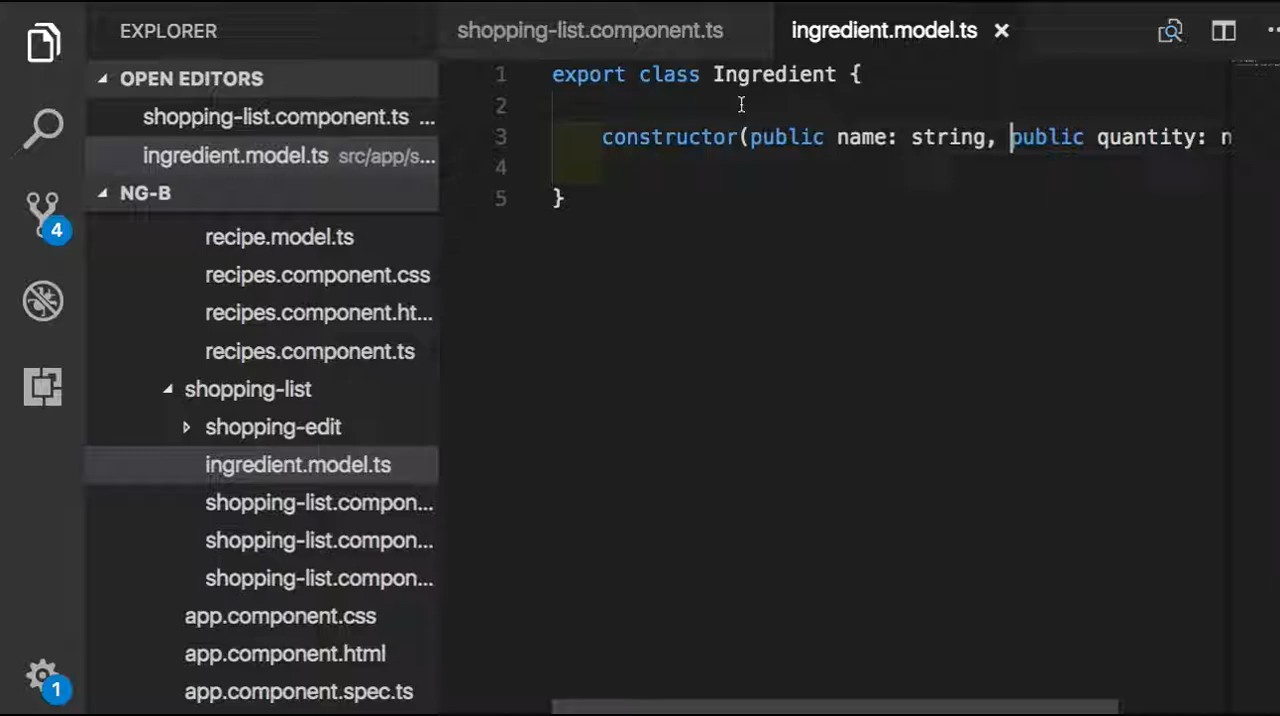 EXPLORER
OPEN EDITORS
shopping-list.component.ts ...
ingredient.model.ts src/app/s...
NG-B
recipe.model.ts
recipes.component.css
recipes.component.ht...
recipes.component.ts
shopping-list
shopping-edit
ingredient.model.ts
shopping-list.compon...
shopping-list.compon...
shopping-list.compon...
app.component.css
app.component.html
app.component.spec.ts
4
1
shopping-list.component.ts ingredient.model.ts
1 export class Ingredient {
2
3 constructor(public name: string, public quantity: n
4
5 }